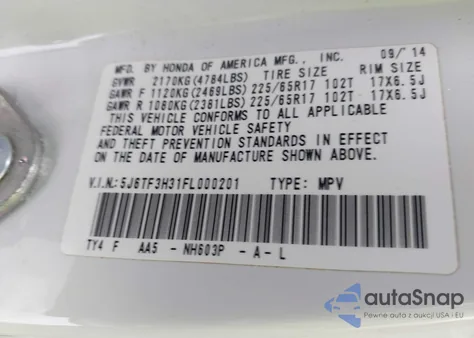 MFD. BY HONDA OF AMERICA MFG., INC. 09/ 14
GVWR 2170KG(4784LBS) TIRE SIZE RIM SIZE
GAWR F 1120KG(2469LBS) 225/65R17 102T 17X6.5J
GAWR R 1080KG(2381LBS) 225/65R17 102T 17X6.5J
THIS VEHICLE CONFORMS TO ALL APPLICABLE
FEDERAL MOTOR VEHICLE SAFETY
AND THEFT PREVENTION STANDARDS IN EFFECT
ON THE DATE OF MANUFACTURE SHOWN ABOVE.
V.I.N.:5J6TF3H31FL000201 TYPE: MPV
TY4 F AA5 - NH603P - A - L
autoSnap
Pewne auta z aukcji USA i EU